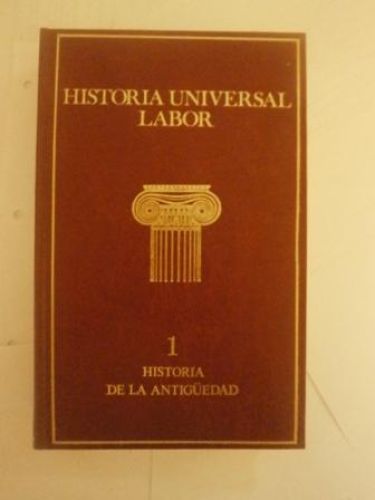 HISTORIA UNIVERSAL
LABOR
1
HISTORIA
DE LA ANTIGÜEDAD